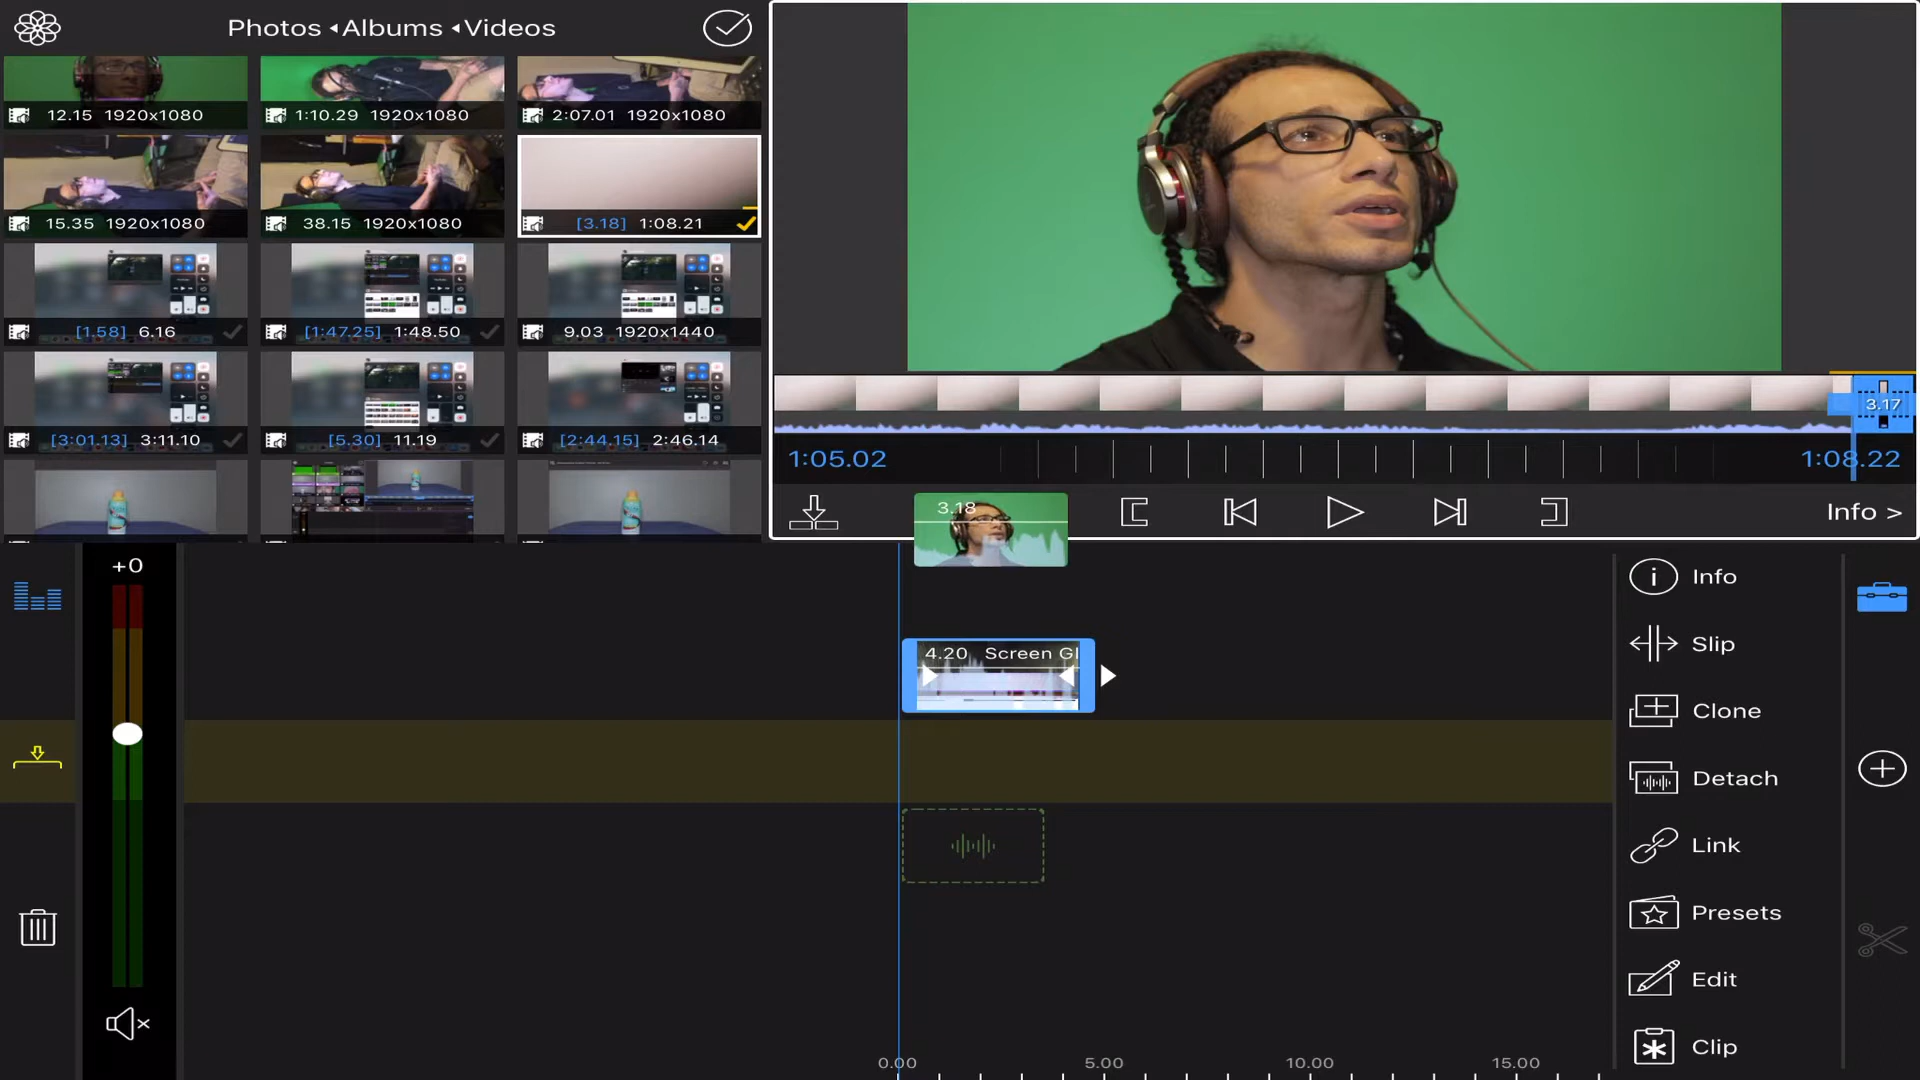 Photos ◂ Albums ◂ Videos
12.15 1920x1080
1:10.29 1920x1080
2:07.01 1920x1080
15.35 1920x1080
38.15 1920x1080
[3.18] 1:08.21
[1.58] 6.16
[1:47.25] 1:48.50
9.03 1920x1440
[3:01.13] 3:11.10
[5.30] 11.19
[2:44.15] 2:46.14
3.17
1:05.02
1:08.22
Info >
3.18
+0
4.20 Screen Gl
Info
Slip
Clone
Detach
Link
Presets
Edit
Clip
0.00 5.00 10.00 15.00